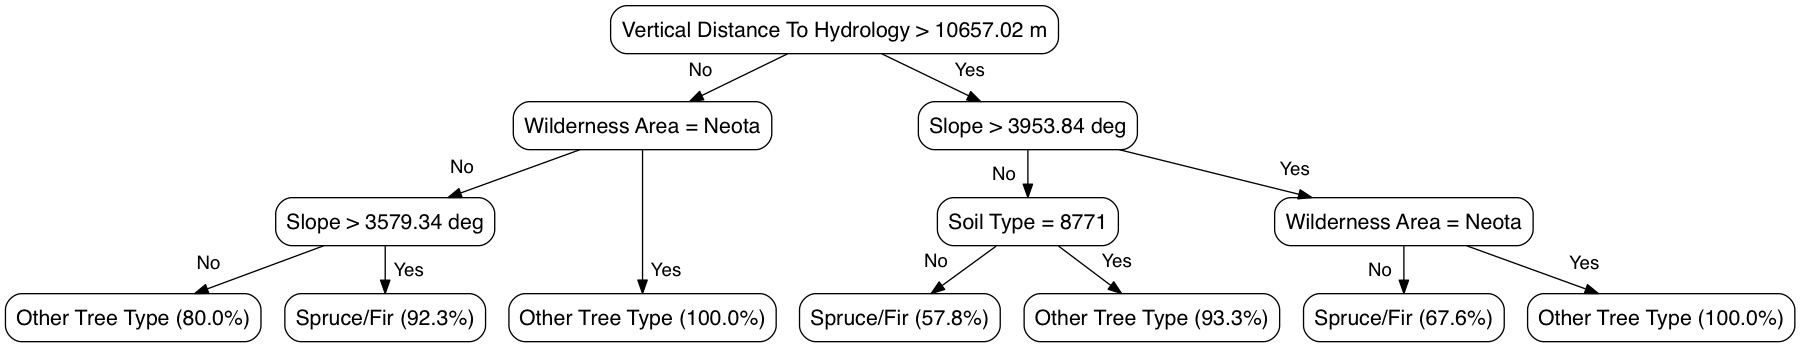 Vertical Distance To Hydrology > 10657.02 m
No
Yes
Wilderness Area = Neota
Slope > 3953.84 deg
No
No
Yes
Slope > 3579.34 deg
Soil Type = 8771
Wilderness Area = Neota
No
Yes
Yes
No
Yes
No
Yes
Other Tree Type (80.0%)
Spruce/Fir (92.3%)
Other Tree Type (100.0%)
Spruce/Fir (57.8%)
Other Tree Type (93.3%)
Spruce/Fir (67.6%)
Other Tree Type (100.0%)